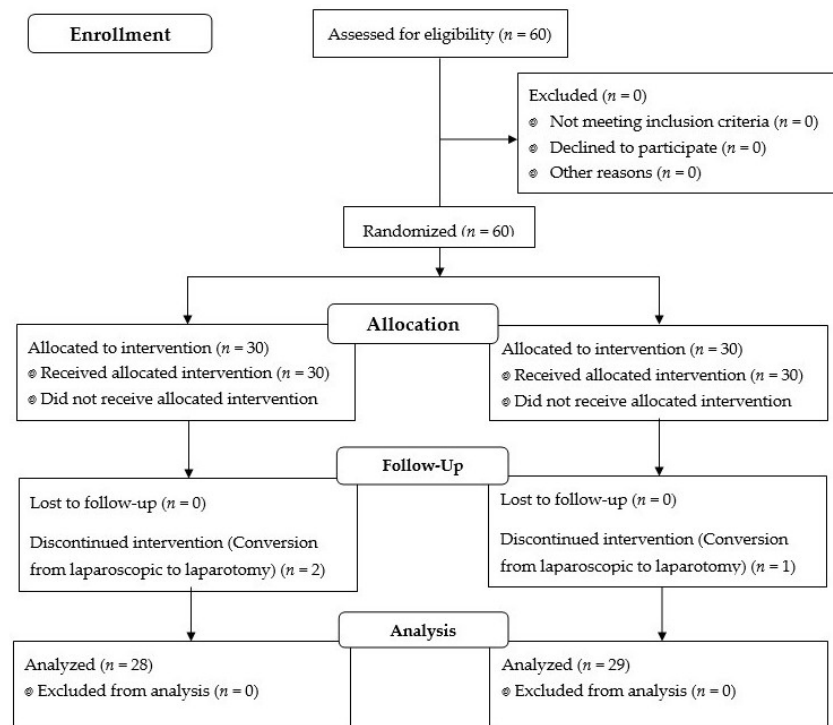 Enrollment
Assessed for eligibility (n = 60)
Excluded (n = 0)
Not meeting inclusion criteria (n = 0)
Declined to participate (n = 0)
Other reasons (n = 0)
Randomized (n = 60)
Allocation
Allocated to intervention (n = 30)
Received allocated intervention (n = 30)
Did not receive allocated intervention
Allocated to intervention (n = 30)
Received allocated intervention (n = 30)
Did not receive allocated intervention
Follow-Up
Lost to follow-up (n = 0)
Discontinued intervention (Conversion
from laparoscopic to laparotomy) (n = 2)
Lost to follow-up (n = 0)
Discontinued intervention (Conversion
from laparoscopic to laparotomy) (n = 1)
Analysis
Analyzed (n = 28)
Excluded from analysis (n = 0)
Analyzed (n = 29)
Excluded from analysis (n = 0)